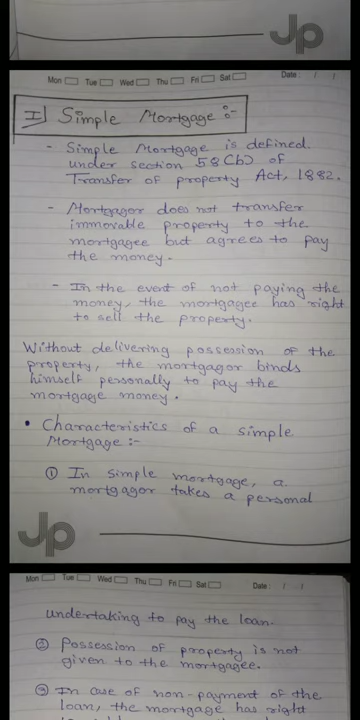 Jp
Mon Tue Wed Thu Fri Sat Date: / /
I) Simple Mortgage :-
- Simple Mortgage is defined
under section 58(b) of
Transfer of property Act, 1882.
- Mortgagor does not transfer
immovable property to the
mortgagee but agrees to pay
the money.
- In the event of not paying the
money, the mortgagee has right
to sell the property.
Without delivering possession of the
property, the mortgagor binds
himself personally to pay the
mortgage money.
• Characteristics of a simple
Mortgage :-
① In simple mortgage, a
mortgagor takes a personal
Jp
Mon Tue Wed Thu Fri Sat Date: / /
undertaking to pay the loan.
② Possession of property is not
given to the mortgagee.
③ In case of non-payment of the
loan, the mortgage has right